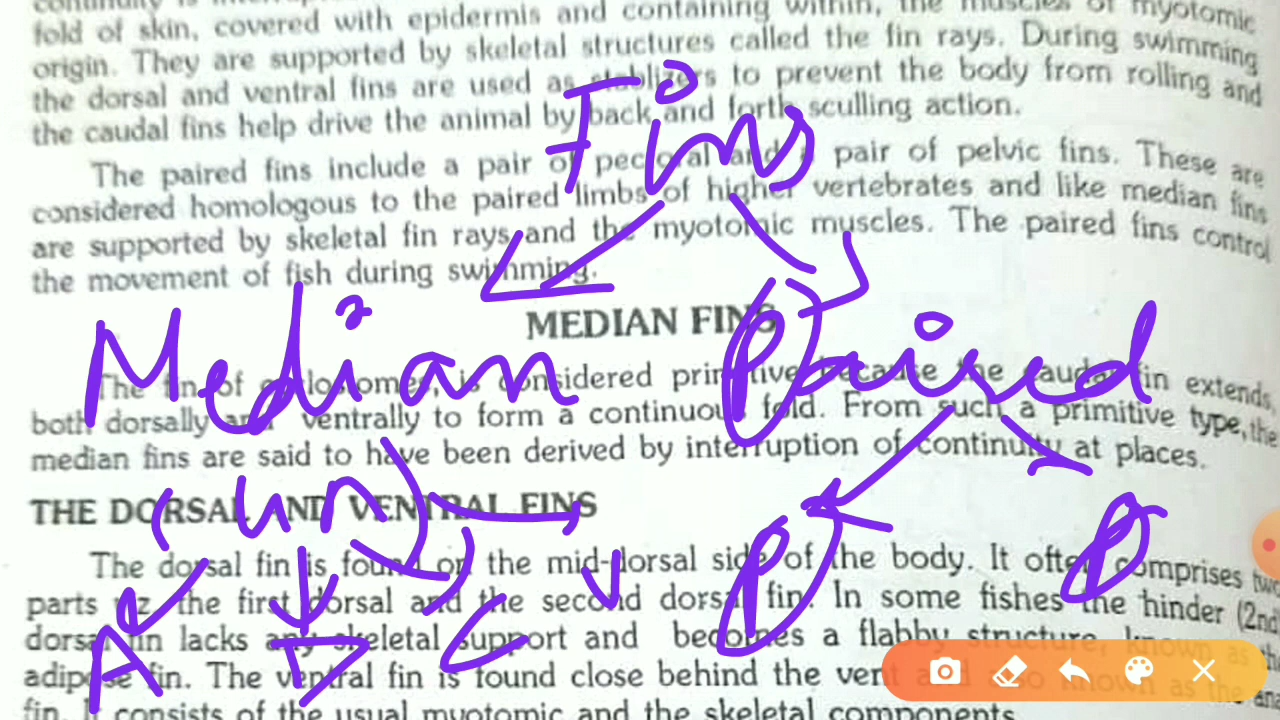 continuity is
fold of skin, covered with epidermis and containing within, the muscles of myotomic
origin. They are supported by skeletal structures called the fin rays. During swimming
the dorsal and ventral fins are used as stablizers to prevent the body from rolling and
the caudal fins help drive the animal by back and forth sculling action.
Fins
The paired fins include a pair of pectoral and a pair of pelvic fins. These are
considered homologous to the paired limbs of higher vertebrates and like median fins
are supported by skeletal fin rays and the myotomic muscles. The paired fins control
the movement of fish during swimming.
MEDIAN FINS
Median (P)Paired
The fin of cyclostomes, is considered primitive because the caudal fin extends,
both dorsally and ventrally to form a continuous fold. From such a primitive type, the
median fins are said to have been derived by interruption of continuity at places.
(un)
THE DORSAL AND VENTRAL FINS
A D C V P P
The dorsal fin is found on the mid-dorsal side of the body. It often comprises two
parts viz the first dorsal and the second dorsal fin. In some fishes the hinder (2nd
dorsal fin lacks any skeletal support and becomes a flabby structure, known as the
adipose fin. The ventral fin is found close behind the vent and also known as the
fin. It consists of the usual myotomic and the skeletal components.